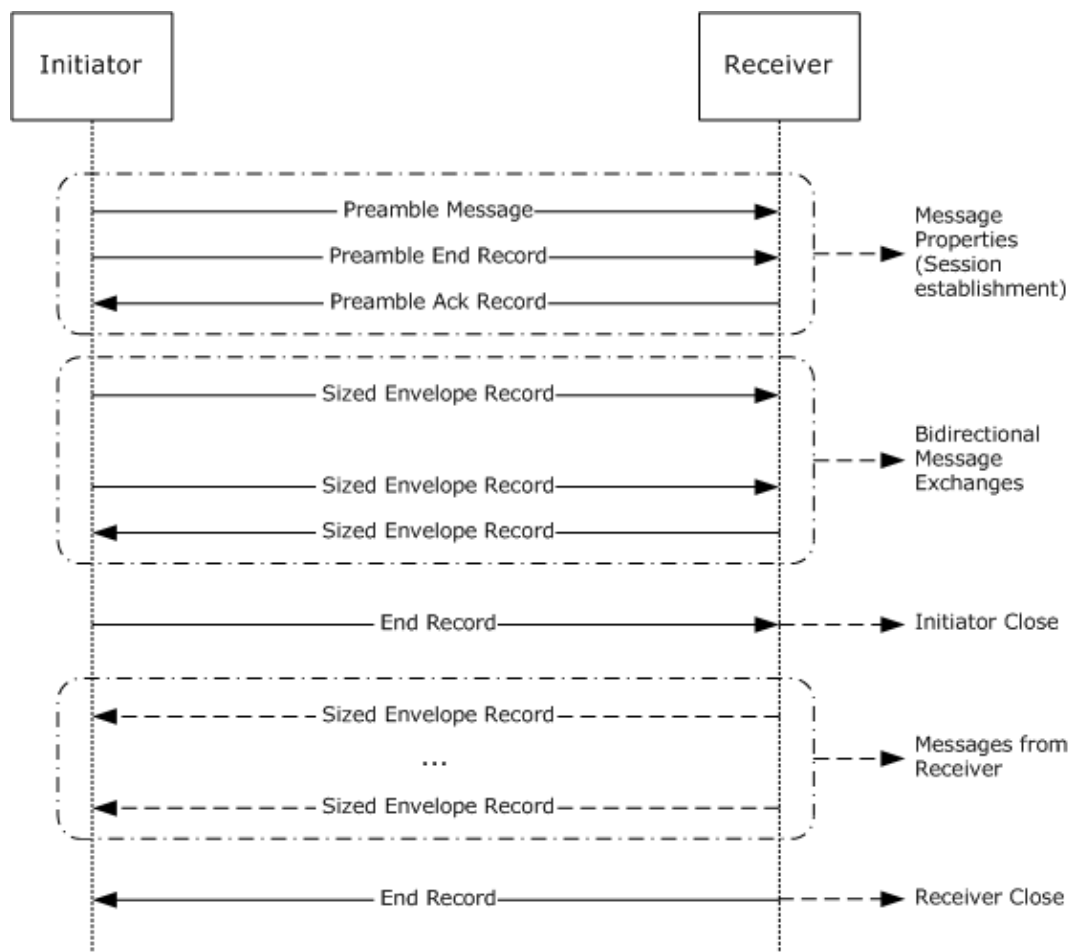 Initiator
Receiver
Preamble Message
Preamble End Record
Preamble Ack Record
Message
Properties
(Session
establishment)
Sized Envelope Record
Sized Envelope Record
Sized Envelope Record
Bidirectional
Message
Exchanges
End Record
Initiator Close
Sized Envelope Record
...
Sized Envelope Record
Messages from
Receiver
End Record
Receiver Close